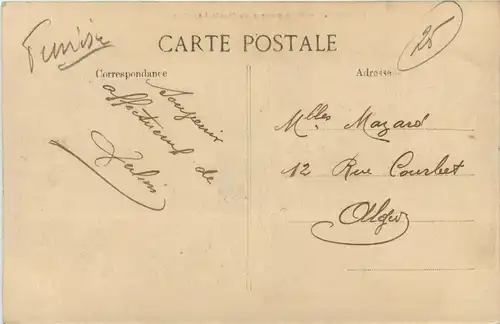 Tunisie
25
CARTE POSTALE
Correspondance
Adresse
Souvenir
affectueux de
Mlles Mazard
12 Rue Courbet
Alger